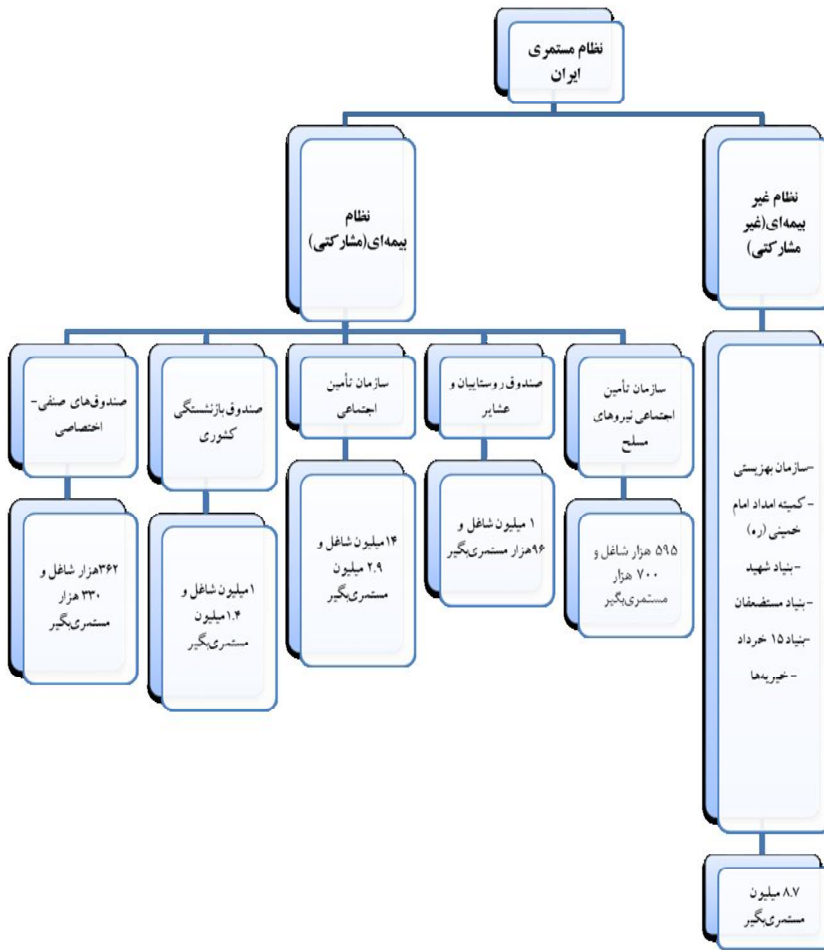 نظام مستمری
ایران
نظام غیر
بیمه‌ای(غیر
مشارکتی)
نظام
بیمه‌ای(مشارکتی)
سازمان تأمین
اجتماعی نیروهای
مسلح
صندوق روستاییان و
عشایر
سازمان تأمین
اجتماعی
صندوق بازنشستگی
کشوری
صندوق‌های صنفی-
اختصاصی
-سازمان بهزیستی
-کمیته امداد امام
خمینی (ره)
-بنیاد شهید
-بنیاد مستضعفان
-بنیاد ۱۵ خرداد
- خیریه‌ها
۵۹۵ هزار شاغل و
۷۰۰ هزار
مستمری‌بگیر
۱ میلیون شاغل و
۹۶هزار مستمری‌بگیر
۱۴میلیون شاغل و
۲.۹ میلیون
مستمری‌بگیر
۱میلیون شاغل و
۱.۴میلیون
مستمری‌بگیر
۳۶۲هزار شاغل و
۳۳۰ هزار
مستمری‌بگیر
۸.۷ میلیون
مستمری‌بگیر